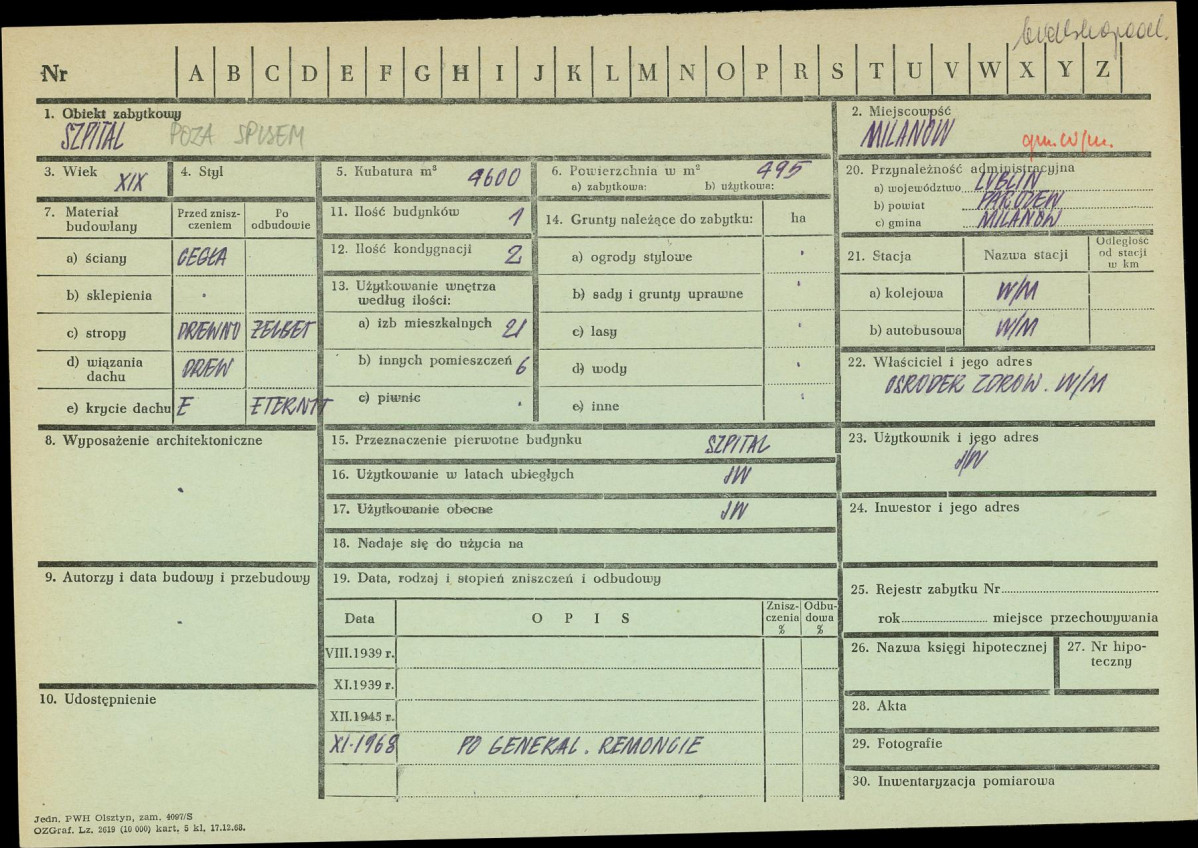 Nr A B C D E F G H I J K L M N O P R S T U V W X Y Z
1. Obiekt zabytkowy
SZPITAL POZA SPISEM
2. Miejscowość
MILANÓW gm. w/m.
3. Wiek XIX
4. Styl
5. Kubatura m³ 4600
6. Powierzchnia w m² 495
a) zabytkowa: b) użytkowa:
20. Przynależność administracyjna
a) województwo LUBLIN
b) powiat PARCZEW
c) gmina MILANÓW
7. Materiał budowlany
Przed zniszczeniem
Po odbudowie
a) ściany CEGŁA
b) sklepienia -
c) stropy DREWNO ŻELBET
d) wiązania dachu DREW
e) krycie dachu E ETERNIT
11. Ilość budynków 1
12. Ilość kondygnacji 2
13. Użytkowanie wnętrza według ilości:
a) izb mieszkalnych 21
b) innych pomieszczeń 6
c) piwnic .
14. Grunty należące do zabytku: ha
a) ogrody stylowe
b) sady i grunty uprawne
c) lasy
d) wody
e) inne
21. Stacja
Nazwa stacji
Odległość od stacji w km
a) kolejowa W/M
b) autobusowa W/M
22. Właściciel i jego adres
OŚRODEK ZDROW. W/M
8. Wyposażenie architektoniczne
-
15. Przeznaczenie pierwotne budynku SZPITAL
16. Użytkowanie w latach ubiegłych JW
17. Użytkowanie obecne JW
18. Nadaje się do użycia na
23. Użytkownik i jego adres
J/W
24. Inwestor i jego adres
9. Autorzy i data budowy i przebudowy
-
19. Data, rodzaj i stopień zniszczeń i odbudowy
Data
O P I S
Zniszczenia %
Odbudowa %
VIII.1939 r.
XI.1939 r.
XII.1945 r.
XI-1968 PO GENERAL. REMONCIE
10. Udostępnienie
25. Rejestr zabytku Nr
rok miejsce przechowywania
26. Nazwa księgi hipotecznej
27. Nr hipoteczny
28. Akta
29. Fotografie
30. Inwentaryzacja pomiarowa
Jedn. PWH Olsztyn, zam. 4097/S
OZGraf. Lz. 2619 (10 000) kart. 5 kl. 17.12.68.